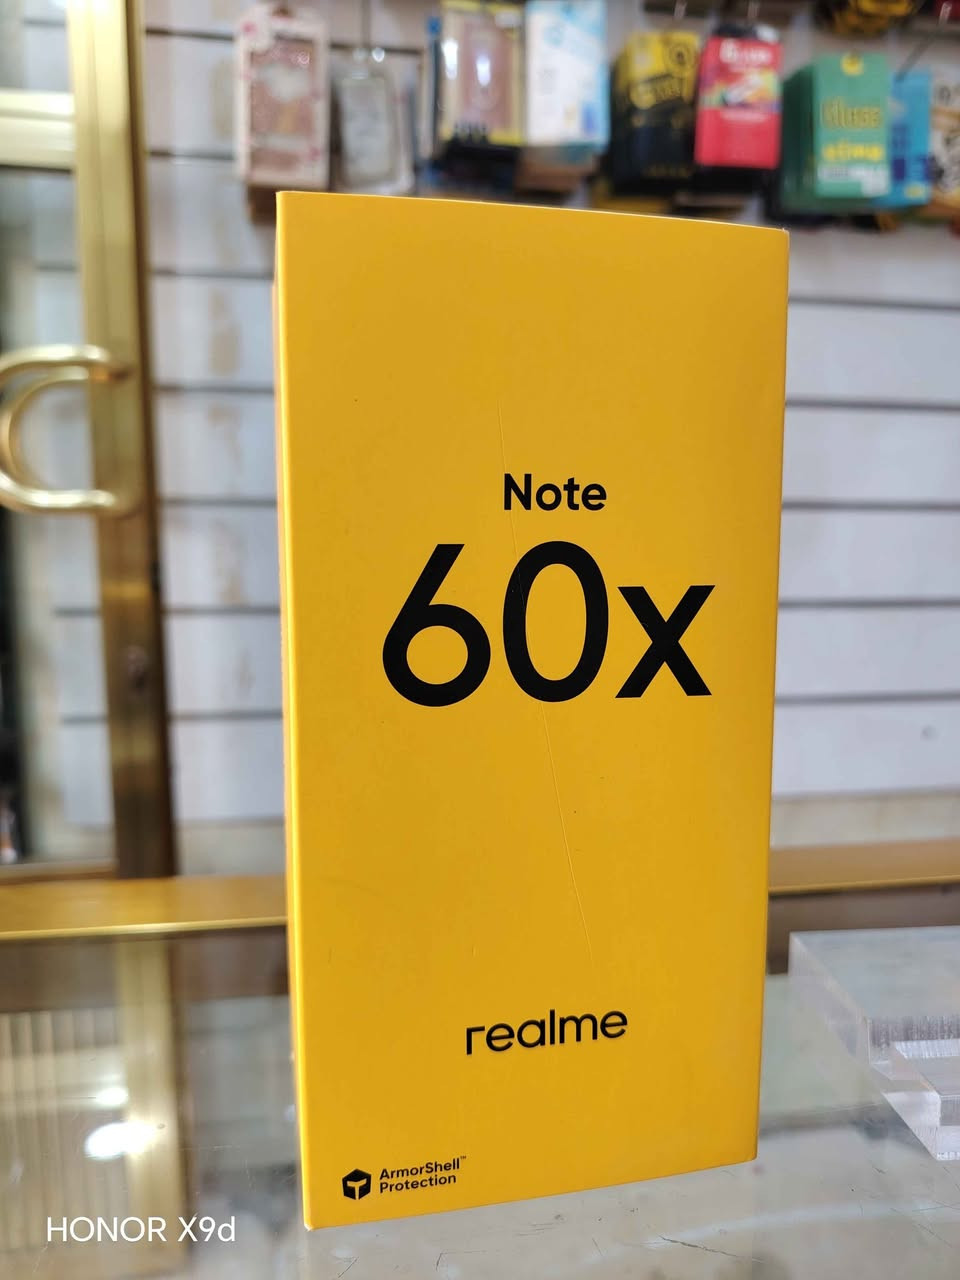 Note
60x
realme
ArmorShell™
Protection
HONOR X9d